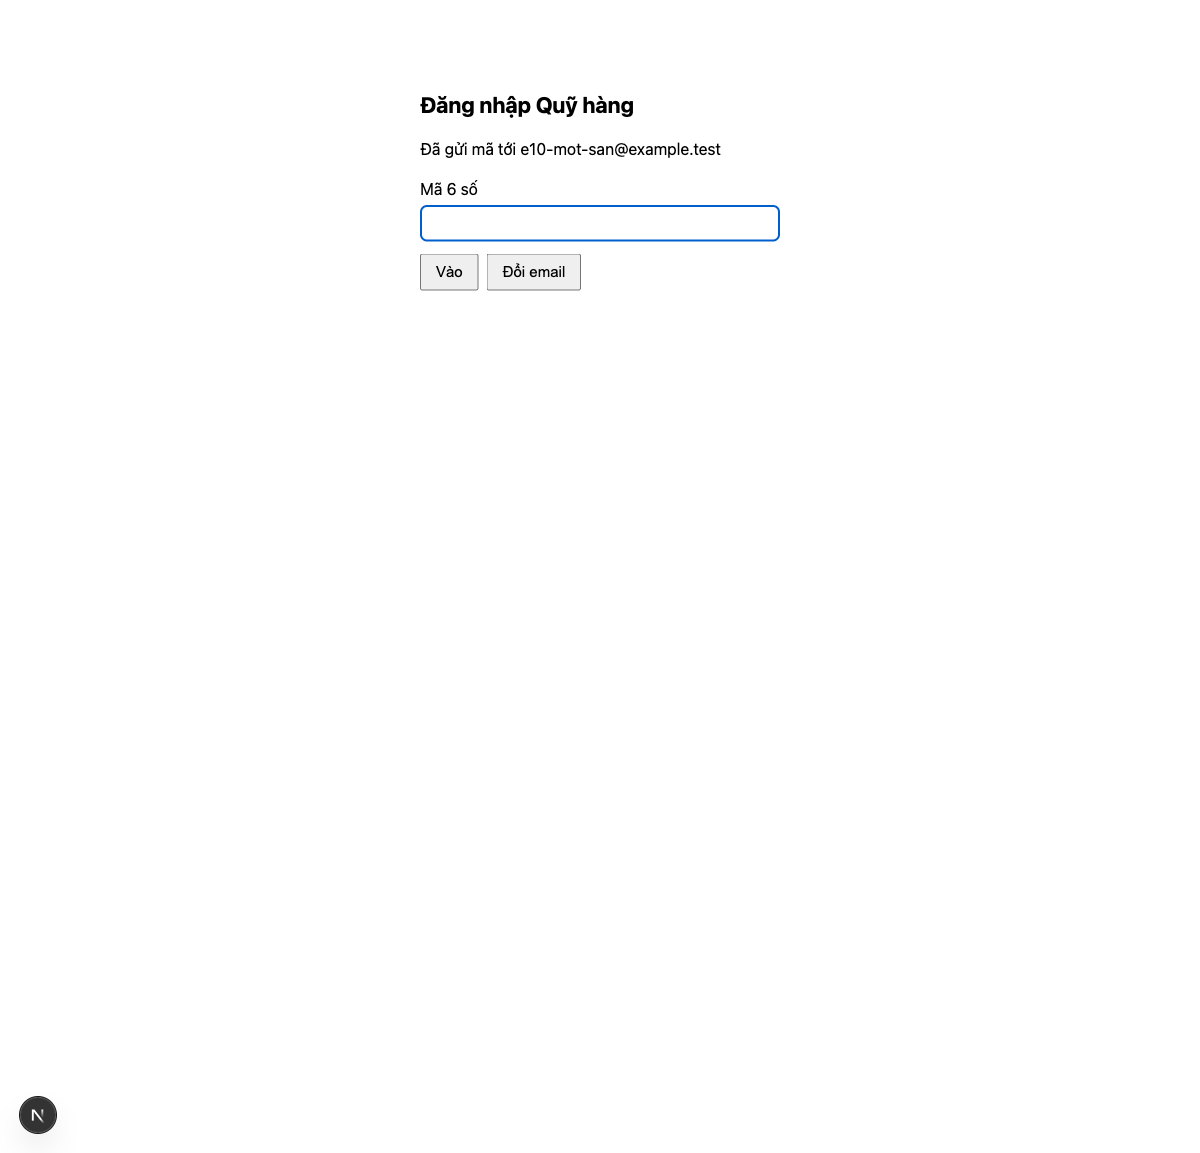 Đăng nhập Quỹ hàng
Đã gửi mã tới e10-mot-san@example.test
Mã 6 số
Vào
Đổi email
N